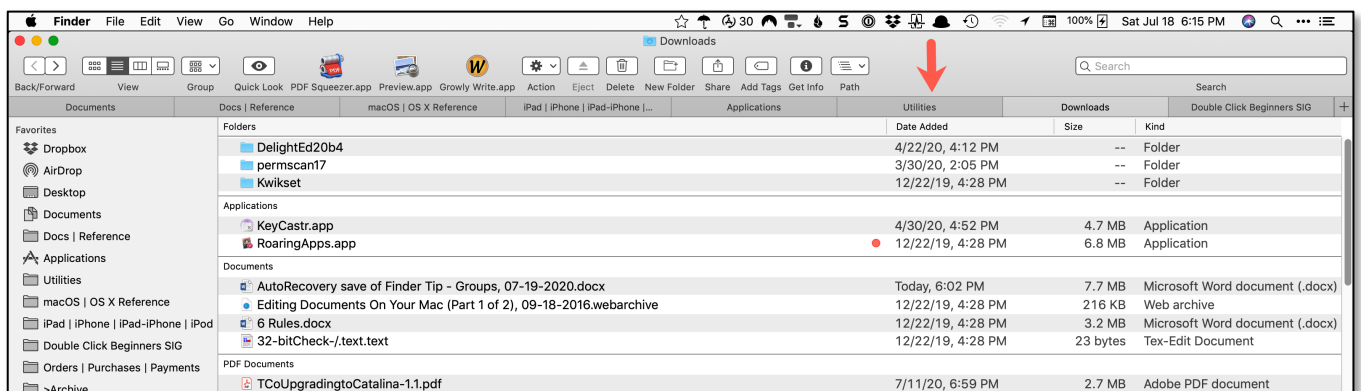 Finder File Edit View Go Window Help 30 100% Sat Jul 18 6:15 PM
Downloads
Search
Back/Forward View Group Quick Look PDF Squeezer.app Preview.app Growly Write.app Action Eject Delete New Folder Share Add Tags Get Info Path Search
Documents Docs | Reference macOS | OS X Reference iPad | iPhone | iPad-iPhone |... Applications Utilities Downloads Double Click Beginners SIG +
Favorites Folders Date Added Size Kind
Dropbox DelightEd20b4 4/22/20, 4:12 PM -- Folder
AirDrop permscan17 3/30/20, 2:05 PM -- Folder
Desktop Kwikset 12/22/19, 4:28 PM -- Folder
Documents Applications
Docs | Reference KeyCastr.app 4/30/20, 4:52 PM 4.7 MB Application
Applications RoaringApps.app 12/22/19, 4:28 PM 6.8 MB Application
Utilities Documents
macOS | OS X Reference AutoRecovery save of Finder Tip - Groups, 07-19-2020.docx Today, 6:02 PM 7.7 MB Microsoft Word document (.docx)
iPad | iPhone | iPad-iPhone | iPod Editing Documents On Your Mac (Part 1 of 2), 09-18-2016.webarchive 12/22/19, 4:28 PM 216 KB Web archive
6 Rules.docx 12/22/19, 4:28 PM 3.2 MB Microsoft Word document (.docx)
Double Click Beginners SIG 32-bitCheck-/.text.text 12/22/19, 4:28 PM 23 bytes Tex-Edit Document
Orders | Purchases | Payments PDF Documents
>Archive TCoUpgradingtoCatalina-1.1.pdf 7/11/20, 6:59 PM 2.7 MB Adobe PDF document